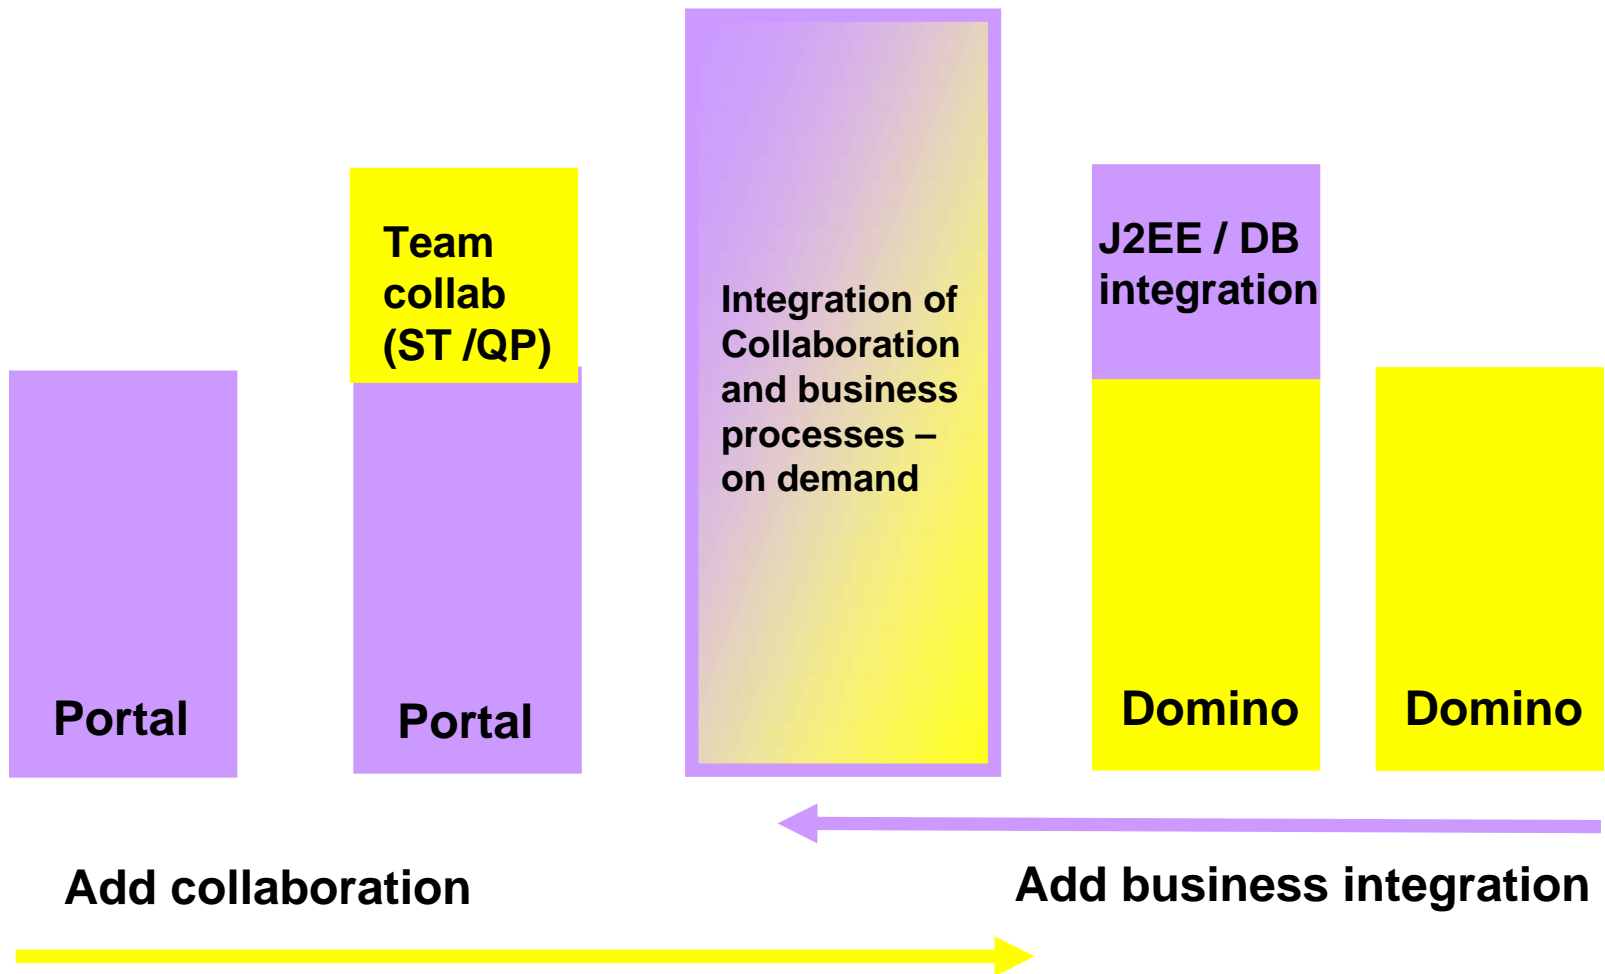 Team
collab
(ST /QP)
Integration of
Collaboration
and business
processes –
on demand
J2EE / DB
integration
Portal
Portal
Domino
Domino
Add collaboration
Add business integration